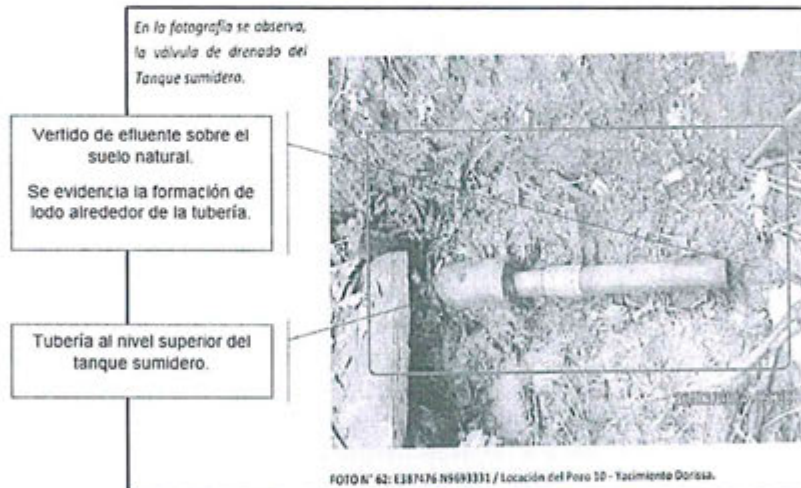 En la fotografía se observa,
la válvula de drenado del
Tanque sumidero.
Vertido de efluente sobre el
suelo natural.
Se evidencia la formación de
lodo alrededor de la tubería.
Tubería al nivel superior del
tanque sumidero.
FOTO N° 62: E387476 N9693331 / Locación del Pozo 10 - Yacimiento Dorissa.